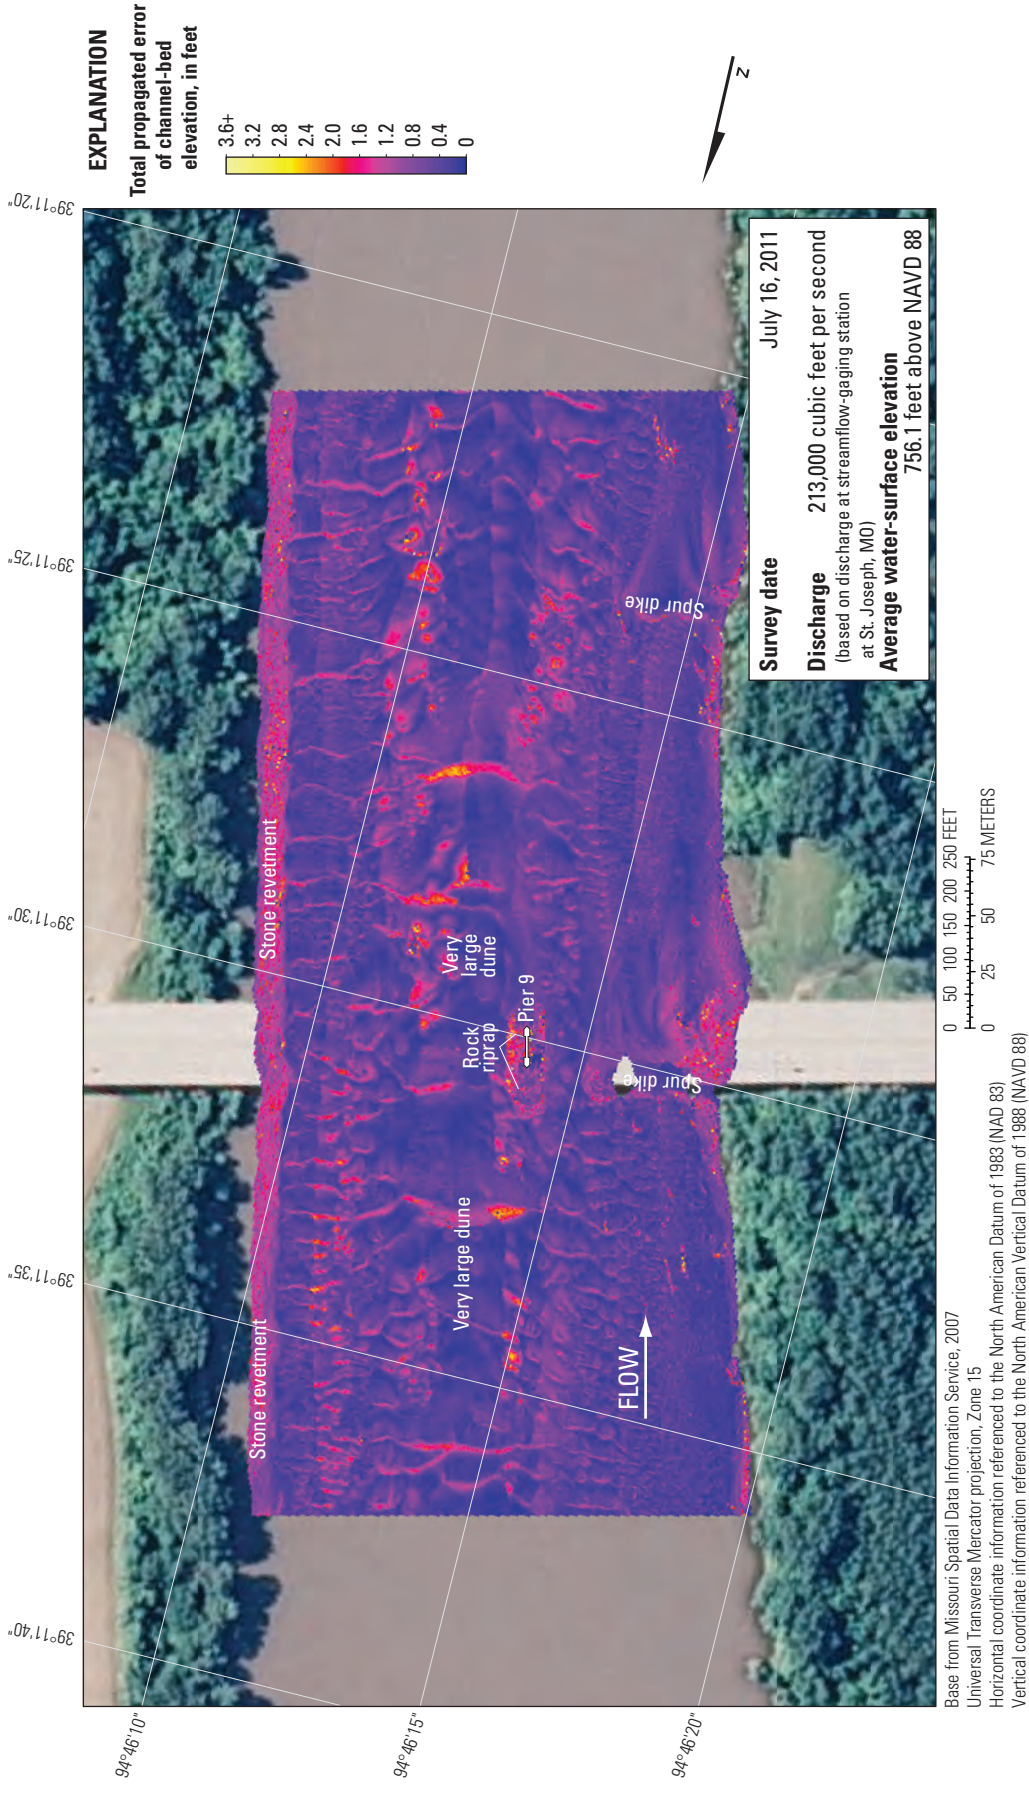 EXPLANATION
Total propagated error
of channel-bed
elevation, in feet
3.6+
3.2
2.8
2.4
2.0
1.6
1.2
0.8
0.4
0
39°11'40"
39°11'35"
39°11'30"
39°11'25"
39°11'20"
94°46'10"
94°46'15"
94°46'20"
Stone revetment
Stone revetment
Very large dune
Very
large
dune
Rock
riprap
Pier 9
Spur dike
Spur dike
FLOW
N
Survey date July 16, 2011
Discharge 213,000 cubic feet per second
(based on discharge at streamflow-gaging station
at St. Joseph, MO)
Average water-surface elevation
756.1 feet above NAVD 88
Base from Missouri Spatial Data Information Service, 2007
Universal Transverse Mercator projection, Zone 15
Horizontal coordinate information referenced to the North American Datum of 1983 (NAD 83)
Vertical coordinate information referenced to the North American Vertical Datum of 1988 (NAVD 88)
0 50 100 150 200 250 FEET
0 25 50 75 METERS